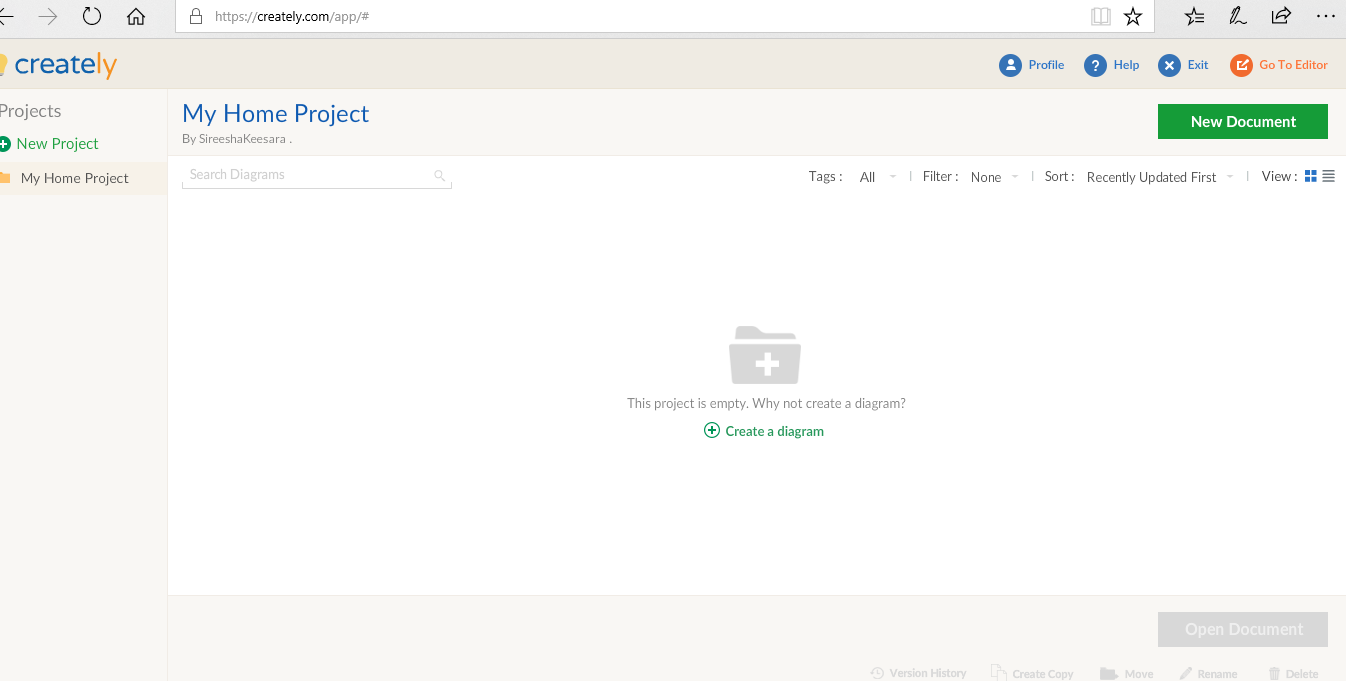 https://creately.com/app/#
creately
Profile
? Help
Exit
Go To Editor
Projects
New Project
My Home Project
My Home Project
By SireeshaKeesara .
New Document
Search Diagrams
Tags : All | Filter : None | Sort : Recently Updated First | View :
This project is empty. Why not create a diagram?
Create a diagram
Open Document
Version History
Create Copy
Move
Rename
Delete